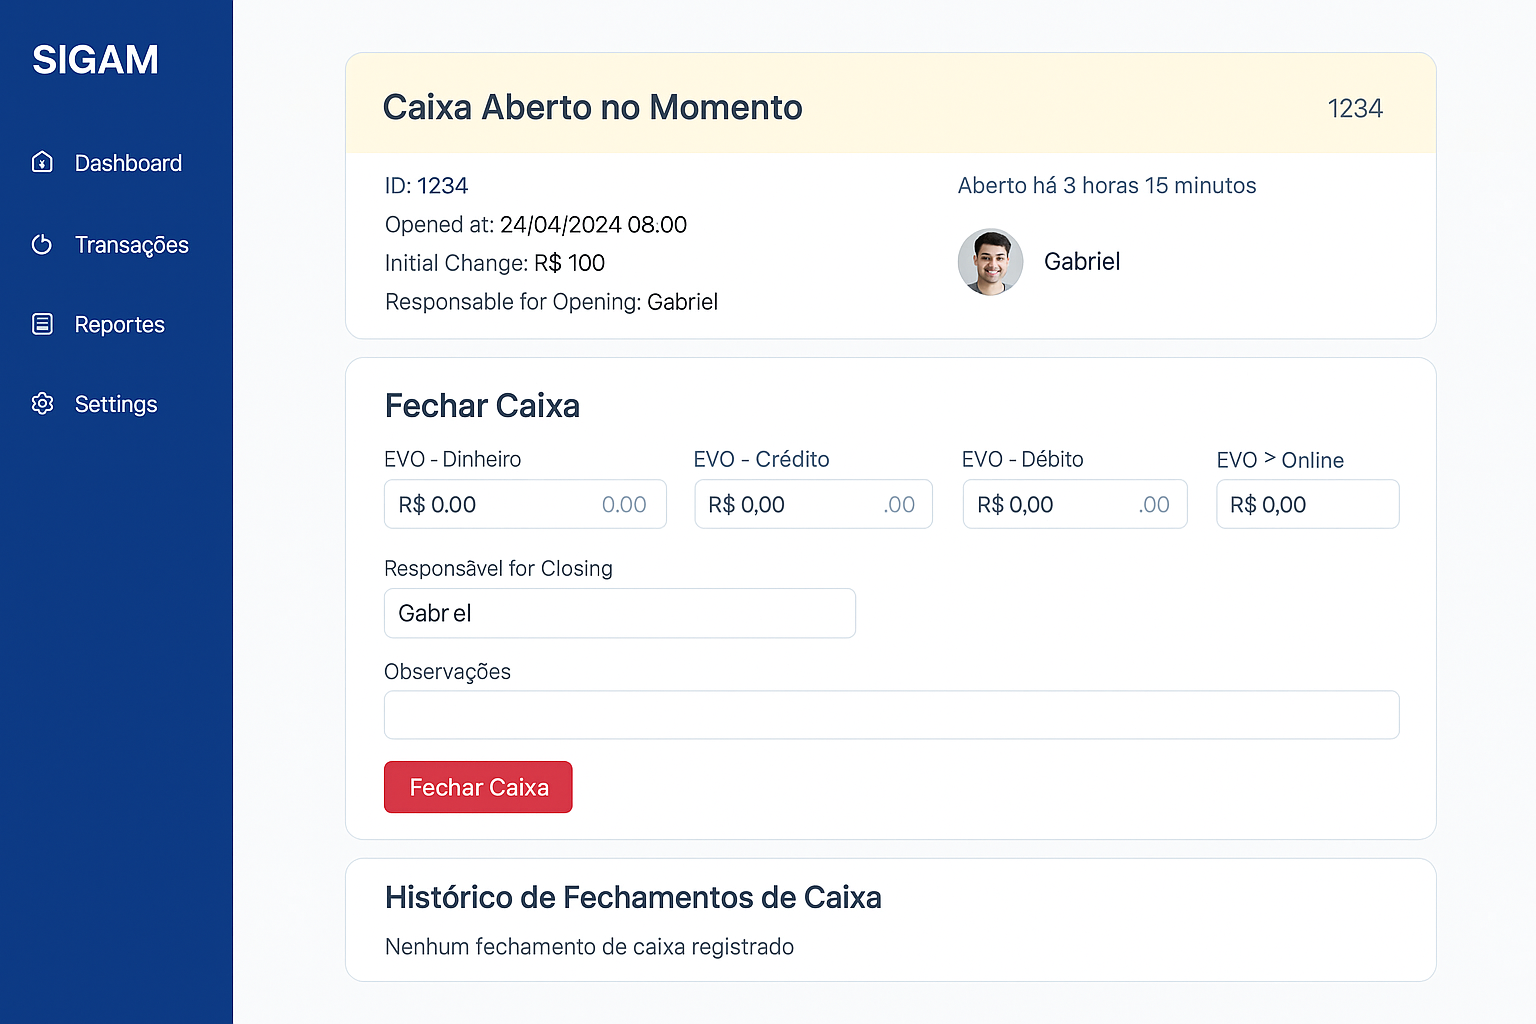 SIGAM
Dashboard
Transações
Reportes
Settings
Caixa Aberto no Momento
1234
ID: 1234
Opened at: 24/04/2024 08.00
Initial Change: R$ 100
Responsable for Opening: Gabriel
Aberto há 3 horas 15 minutos
Gabriel
Fechar Caixa
EVO - Dinheiro
R$ 0.00 0.00
EVO - Crédito
R$ 0,00 .00
EVO - Débito
R$ 0,00 .00
EVO > Online
R$ 0,00
Responsâvel for Closing
Gabr el
Observações
Fechar Caixa
Histórico de Fechamentos de Caixa
Nenhum fechamento de caixa registrado